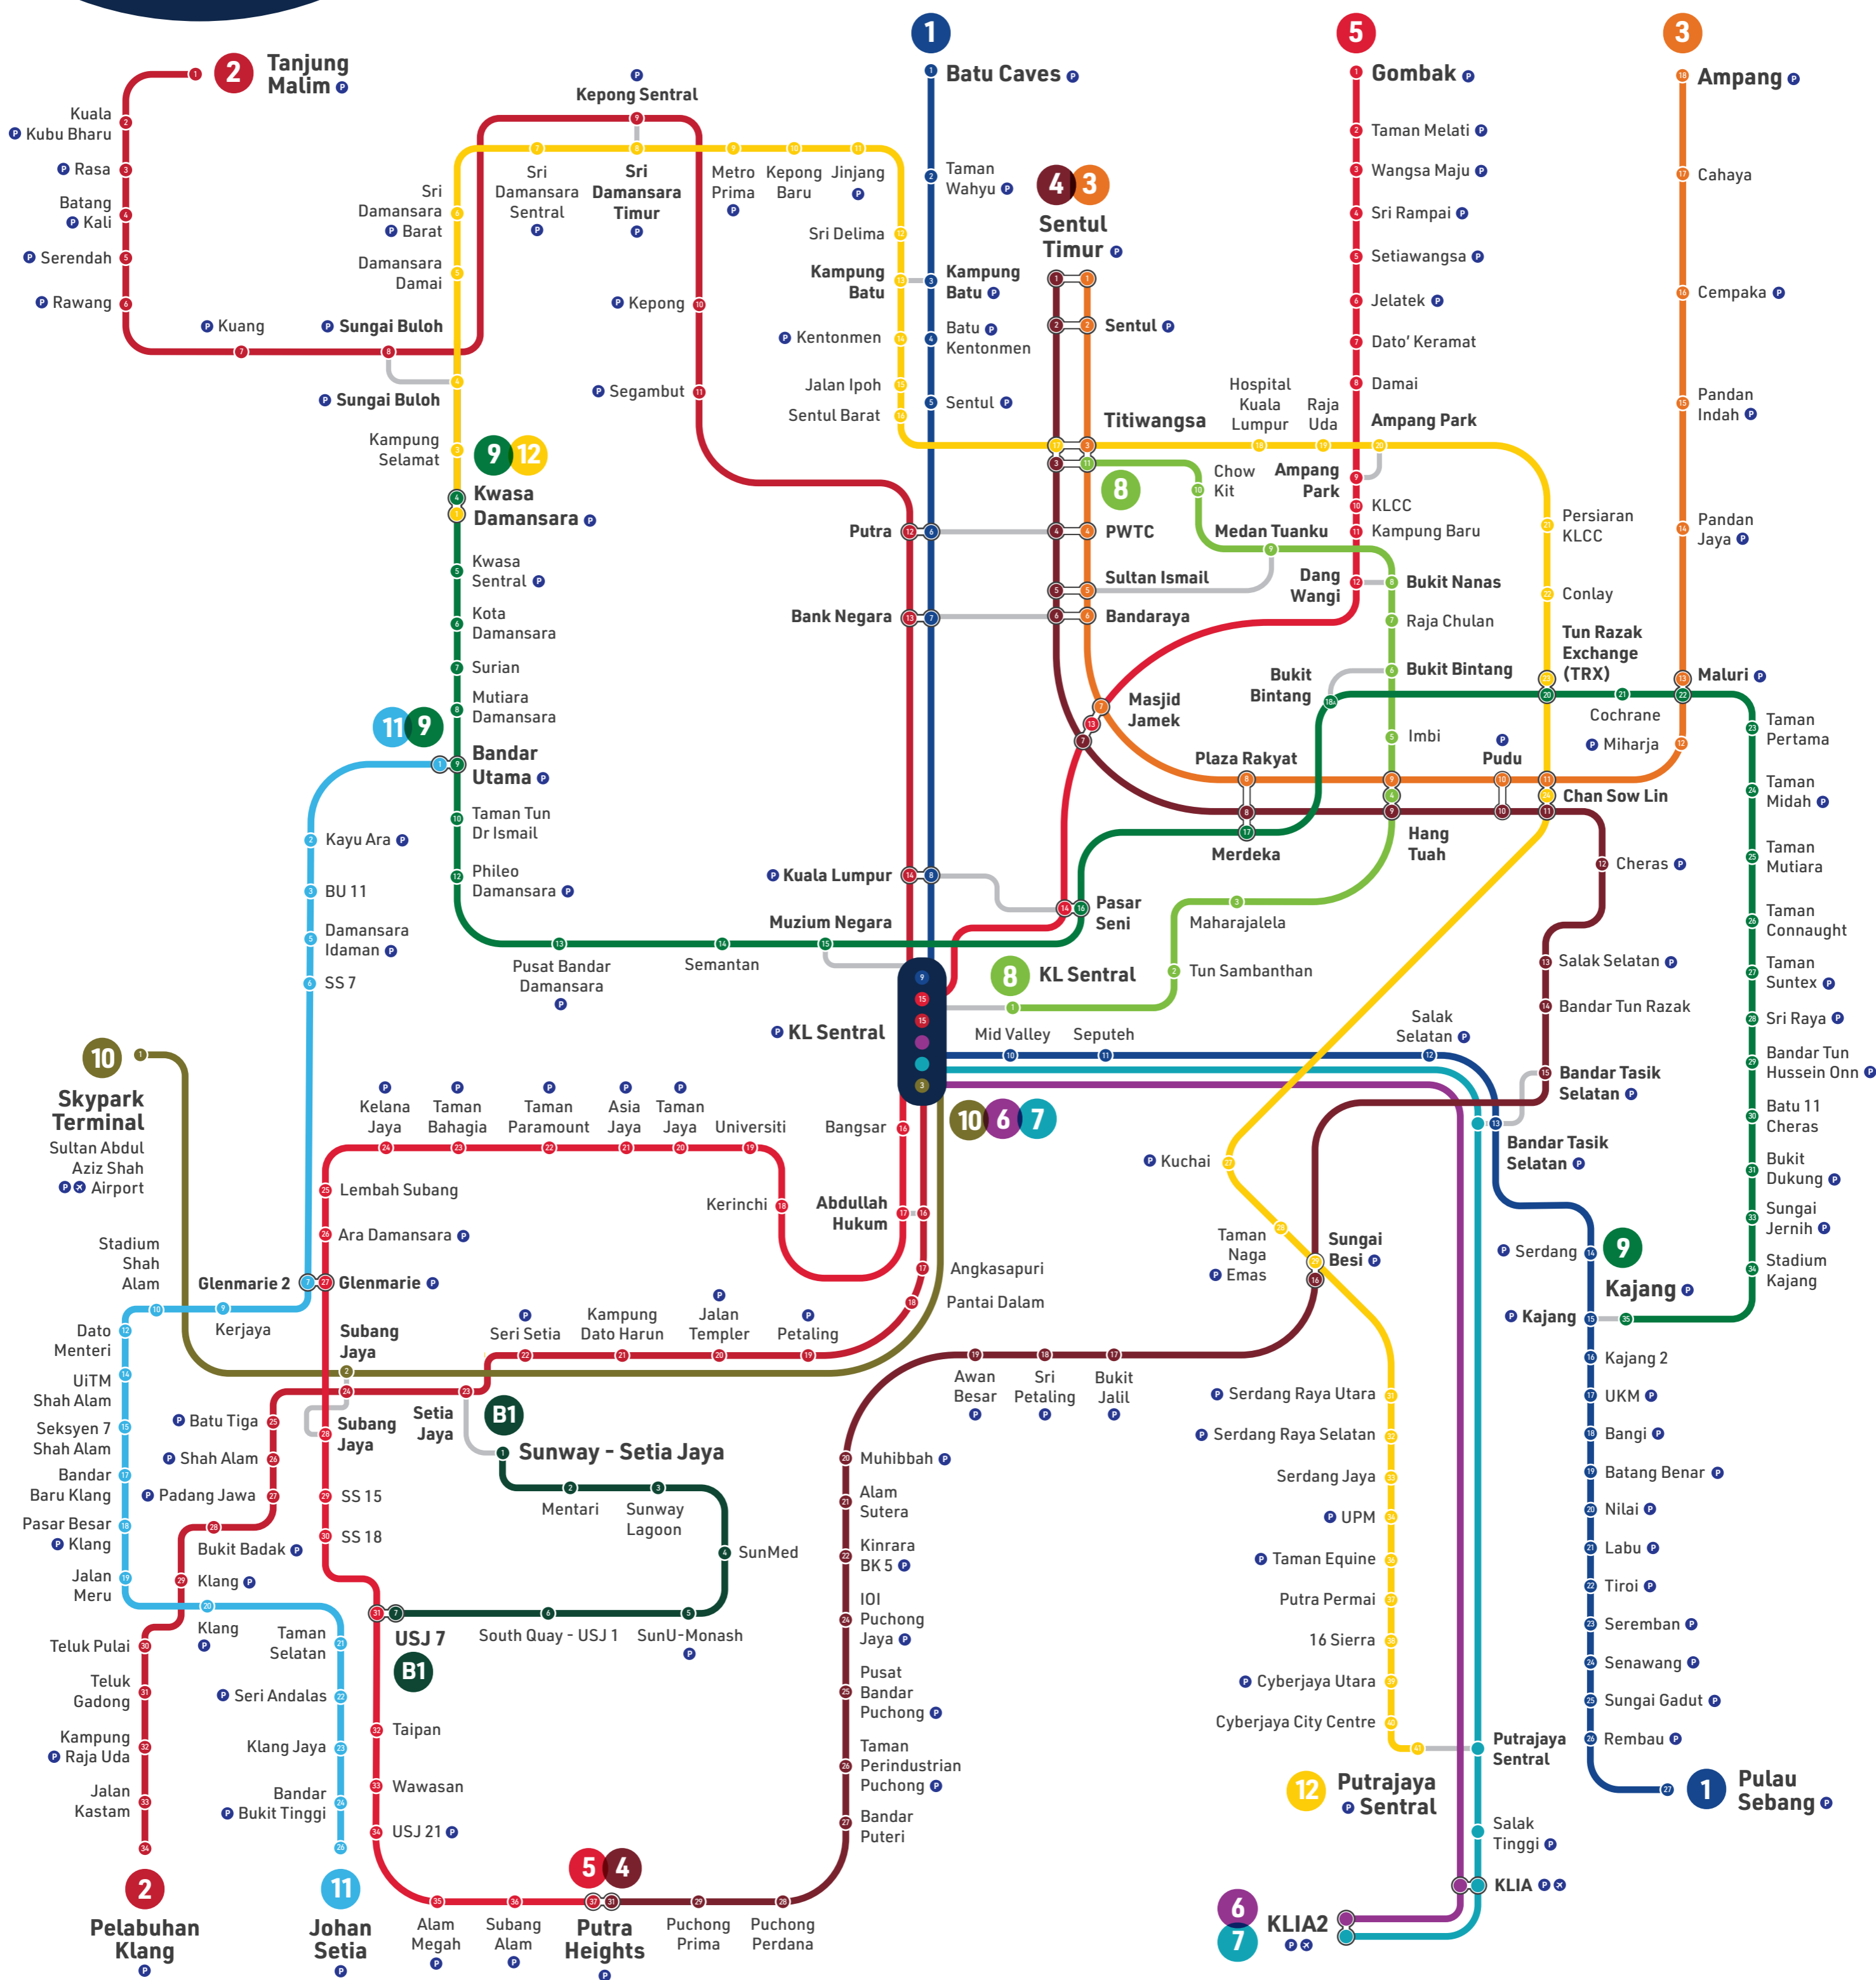 1
5
3
2
Tanjung
Malim P
Batu Caves P
Gombak P
Ampang P
Kuala
P Kubu Bharu
P Rasa
Batang
P Kali
P Serendah
P Rawang
P Kuang
P Sungai Buloh
P Sungai Buloh
Kampung
Selamat
P
Kepong Sentral
Sri
Damansara
P Barat
Damansara
Damai
Sri
Damansara
Sentral
P
Sri
Damansara
Timur
P
Metro
Prima
P
Kepong
Baru
Jinjang
P
Sri Delima
Kampung
Batu
P Kentonmen
Jalan Ipoh
Sentul Barat
P Kepong
P Segambut
Taman
Wahyu P
Kampung
Batu P
Batu P
Kentonmen
Sentul P
4 3
Sentul
Timur P
Sentul P
Titiwangsa
8
PWTC
Sultan Ismail
Bandaraya
Masjid
Jamek
Taman Melati P
Wangsa Maju P
Sri Rampai P
Setiawangsa P
Jelatek P
Dato' Keramat
Damai
Hospital
Kuala
Lumpur
Raja
Uda
Ampang Park
Ampang
Park
KLCC
Kampung Baru
Chow
Kit
Medan Tuanku
Dang
Wangi
Bukit Nanas
Raja Chulan
Bukit Bintang
Bukit
Bintang
Imbi
Cahaya
Cempaka P
Pandan
Indah P
Pandan
Jaya P
Persiaran
KLCC
Conlay
Tun Razak
Exchange
(TRX)
Maluri P
Cochrane
P Miharja
Plaza Rakyat
P
Pudu
Chan Sow Lin
Merdeka
Hang
Tuah
9 12
Kwasa
Damansara P
Kwasa
Sentral P
Kota
Damansara
Surian
Mutiara
Damansara
11 9
Bandar
Utama P
Taman Tun
Dr Ismail
Phileo
Damansara P
Pusat Bandar
Damansara
P
Semantan
Muzium Negara
Putra
Bank Negara
P Kuala Lumpur
Pasar
Seni
Maharajalela
Tun Sambanthan
8 KL Sentral
P KL Sentral
10 6 7
Mid Valley
Seputeh
Salak
Selatan P
Cheras P
Salak Selatan P
Bandar Tun Razak
Bandar Tasik
Selatan P
Bandar Tasik
Selatan P
Taman
Pertama
Taman
Midah P
Taman
Mutiara
Taman
Connaught
Taman
Suntex P
Sri Raya P
Bandar Tun
Hussein Onn P
Batu 11
Cheras
Bukit
Dukung P
Sungai
Jernih P
Stadium
Kajang
9
Kajang P
P Serdang
P Kajang
Kajang 2
UKM P
Bangi P
Batang Benar P
Nilai P
Labu P
Tiroi P
Seremban P
Senawang P
Sungai Gadut P
Rembau P
1 Pulau
Sebang P
Kayu Ara P
BU 11
Damansara
Idaman P
SS 7
10
Skypark
Terminal
Sultan Abdul
Aziz Shah
P Airport
P
Kelana
Jaya
P
Taman
Bahagia
P
Taman
Paramount
P
Asia
Jaya
P
Taman
Jaya
Universiti
Kerinchi
Bangsar
Abdullah
Hukum
Lembah Subang
Ara Damansara P
Glenmarie 2
Glenmarie P
Kerjaya
Stadium
Shah
Alam
Dato
Menteri
UiTM
Shah Alam
Seksyen 7
Shah Alam
Bandar
Baru Klang
Pasar Besar
P Klang
Jalan
Meru
Klang
P
Taman
Selatan
P Seri Andalas
Klang Jaya
Bandar
P Bukit Tinggi
11
Johan
Setia
P
Angkasapuri
Pantai Dalam
P
Petaling
P
Jalan
Templer
Kampung
Dato Harun
P
Seri Setia
Setia
Jaya
Subang
Jaya
Subang
Jaya
P Batu Tiga
P Shah Alam
P Padang Jawa
Bukit Badak P
Klang P
Teluk Pulai
Teluk
Gadong
Kampung
P Raja Uda
Jalan
Kastam
2
Pelabuhan
Klang
P
B1
Sunway - Setia Jaya
Mentari
Sunway
Lagoon
SunMed
SunU-Monash
P
South Quay - USJ 1
USJ 7
B1
SS 15
SS 18
Taipan
Wawasan
USJ 21 P
Alam
Megah
P
Subang
Alam
P
5 4
Putra
Heights
P
Puchong
Prima
Puchong
Perdana
Bandar
Puteri
Taman
Perindustrian
Puchong P
Pusat
Bandar
Puchong P
IOI
Puchong
Jaya P
Kinrara
BK 5 P
Alam
Sutera
Muhibbah P
Awan
Besar
P
Sri
Petaling
P
Bukit
Jalil
P
Sungai
Besi P
P Kuchai
Taman
Naga
P Emas
P Serdang Raya Utara
P Serdang Raya Selatan
Serdang Jaya
P UPM
P Taman Equine
Putra Permai
16 Sierra
P Cyberjaya Utara
Cyberjaya City Centre
12 Putrajaya
P Sentral
Putrajaya
Sentral
Salak
Tinggi P
KLIA P
6
7
KLIA2
P